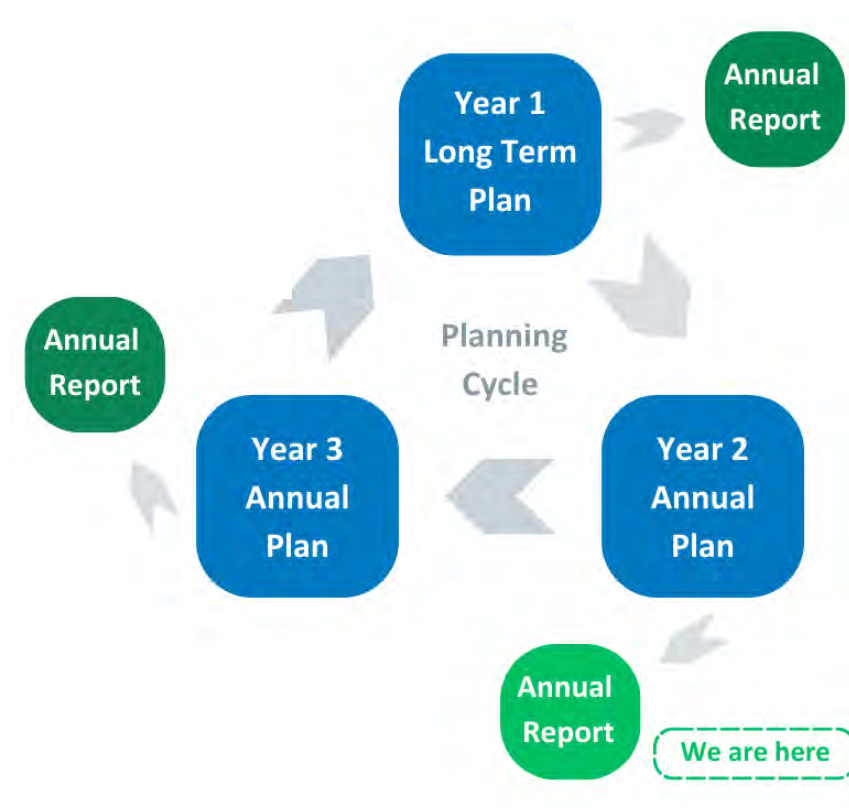 Year 1
Long Term
Plan
Annual
Report
Planning
Cycle
Annual
Report
Year 3
Annual
Plan
Year 2
Annual
Plan
Annual
Report
We are here